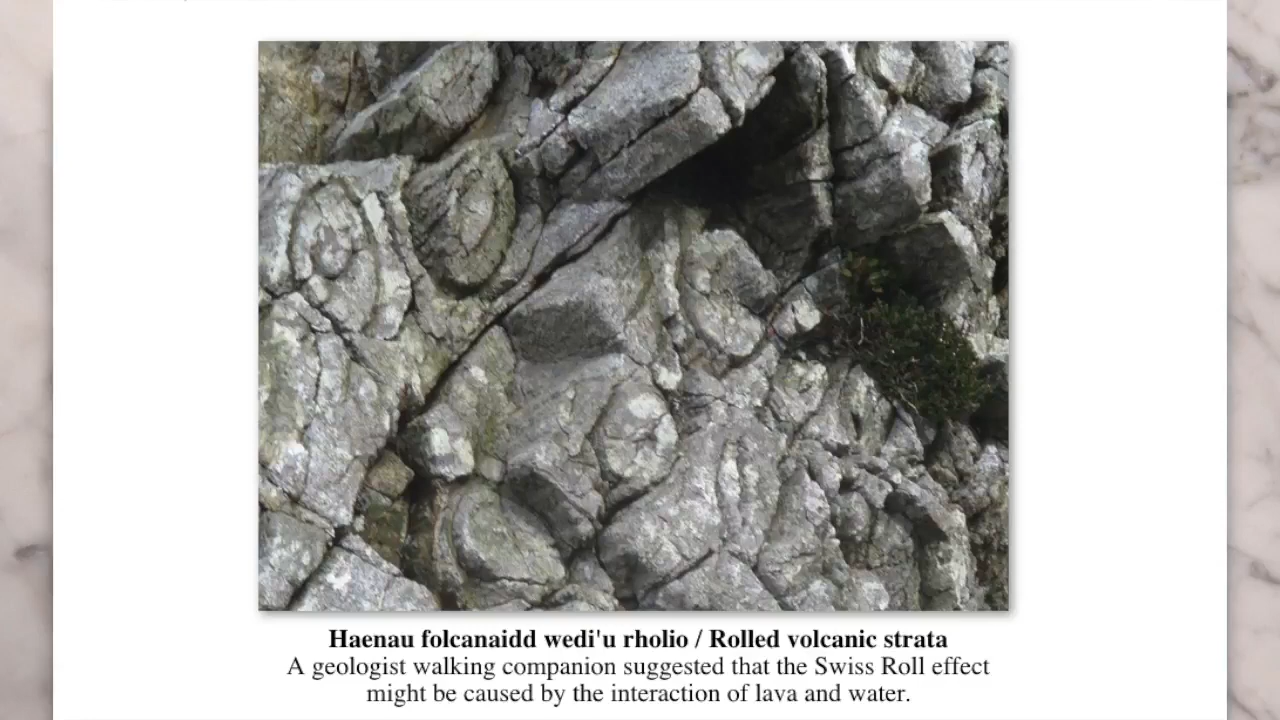 Haenau folcanaidd wedi'u rholio / Rolled volcanic strata
A geologist walking companion suggested that the Swiss Roll effect
might be caused by the interaction of lava and water.